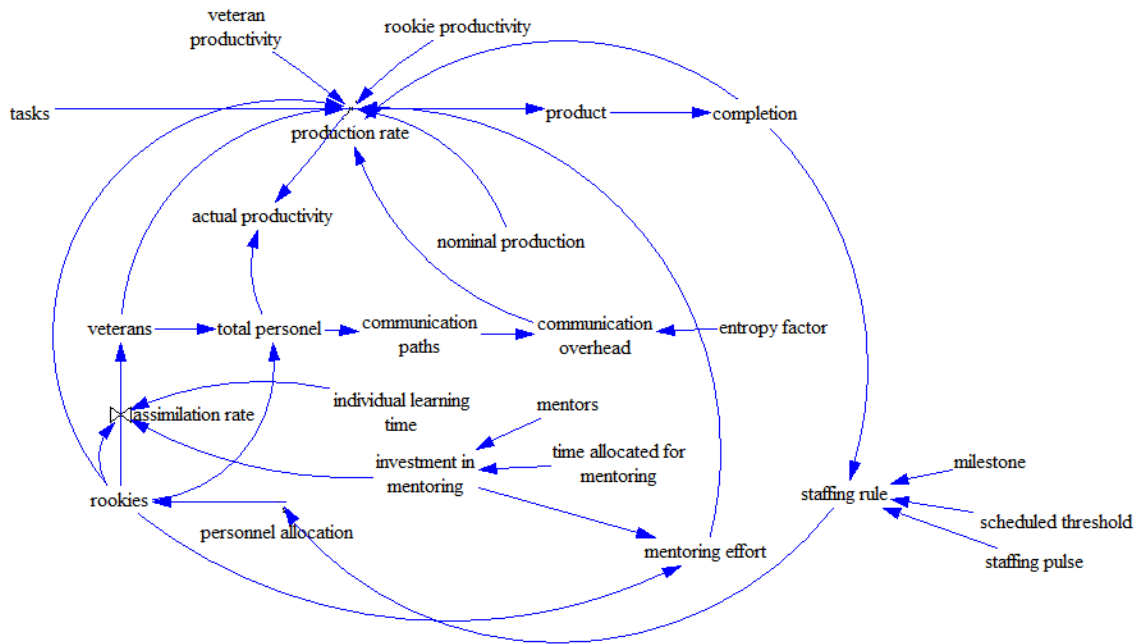 veteran
productivity
rookie productivity
tasks
product
completion
production rate
actual productivity
nominal production
veterans
total personel
communication
paths
communication
overhead
entropy factor
assimilation rate
individual learning
time
mentors
investment in
mentoring
time allocated for
mentoring
milestone
rookies
staffing rule
scheduled threshold
personnel allocation
mentoring effort
staffing pulse